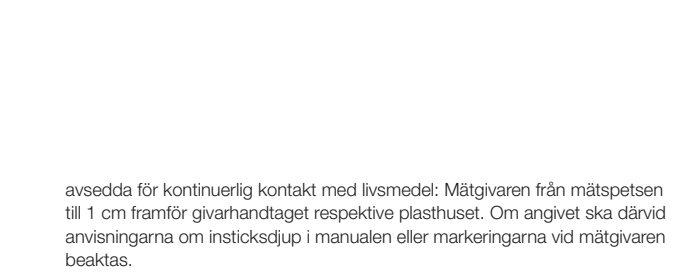 avsedda för kontinuerlig kontakt med livsmedel: Mätgivaren från mätspetsen
till 1 cm framför givarhandtaget respektive plasthuset. Om angivet ska därvid
anvisningarna om insticksdjup i manualen eller markeringarna vid mätgivaren
beaktas.